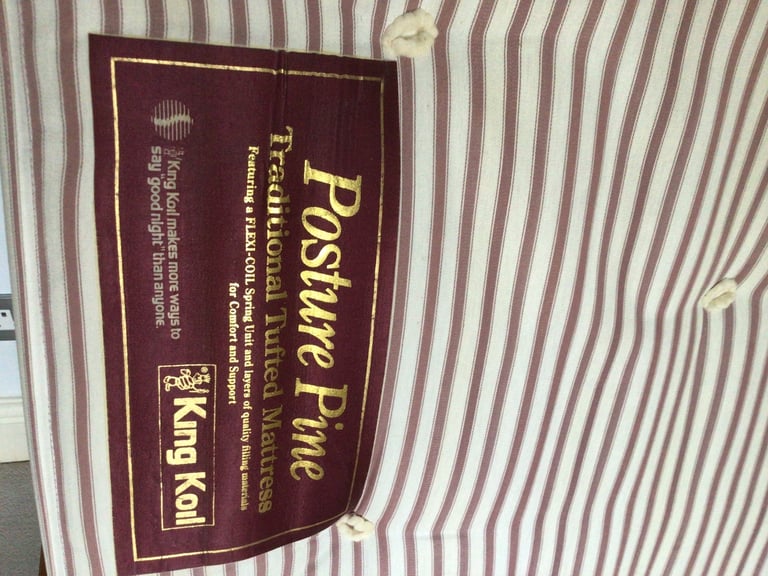 Posture Pine
Traditional Tufted Mattress
Featuring a FLEXI-COIL Spring Unit and layers of quality filling materials
for Comfort and Support
King Koil makes more ways to
say "good night" than anyone.
King Koil